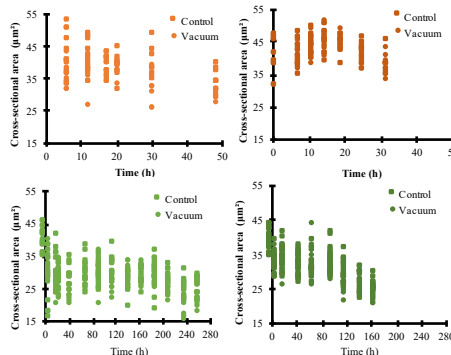 55
45
35
25
15
Cross-sectional area (µm²)
Control
Vacuum
0 10 20 30 40 50
Time (h)
55
45
35
25
15
Cross-sectional area (µm²)
Control
Vacuum
0 10 20 30 40 50
Time (h)
55
45
35
25
15
Cross-sectional area (µm²)
Control
Vacuum
0 40 80 120 160 200 240 280
Time (h)
55
45
35
25
15
Cross-sectional area (µm²)
Control
Vacuum
0 40 80 120 160 200 240 280
Time (h)